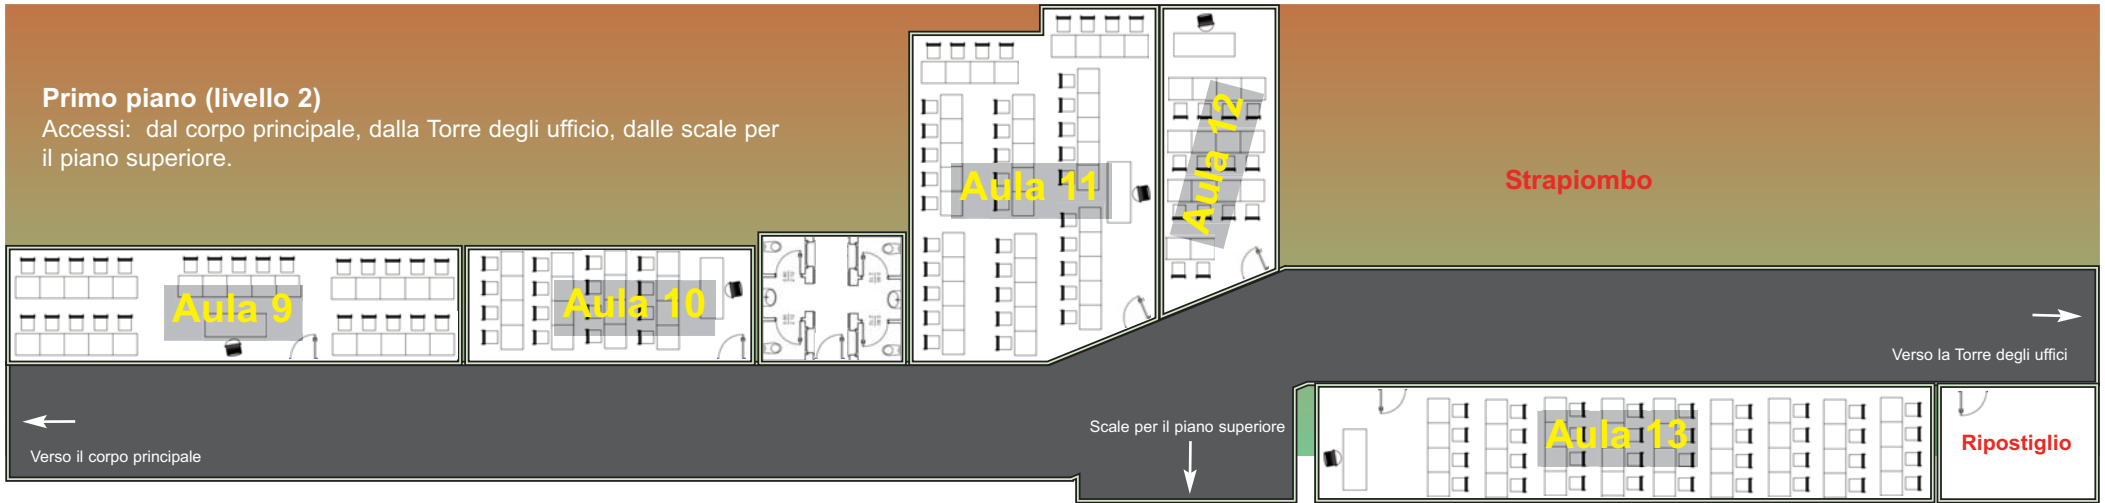 Primo piano (livello 2)
Accessi: dal corpo principale, dalla Torre degli ufficio, dalle scale per
il piano superiore.
Aula 9
Aula 10
Aula 11
Aula 12
Strapiombo
Verso la Torre degli uffici
Verso il corpo principale
Scale per il piano superiore
Aula 13
Ripostiglio